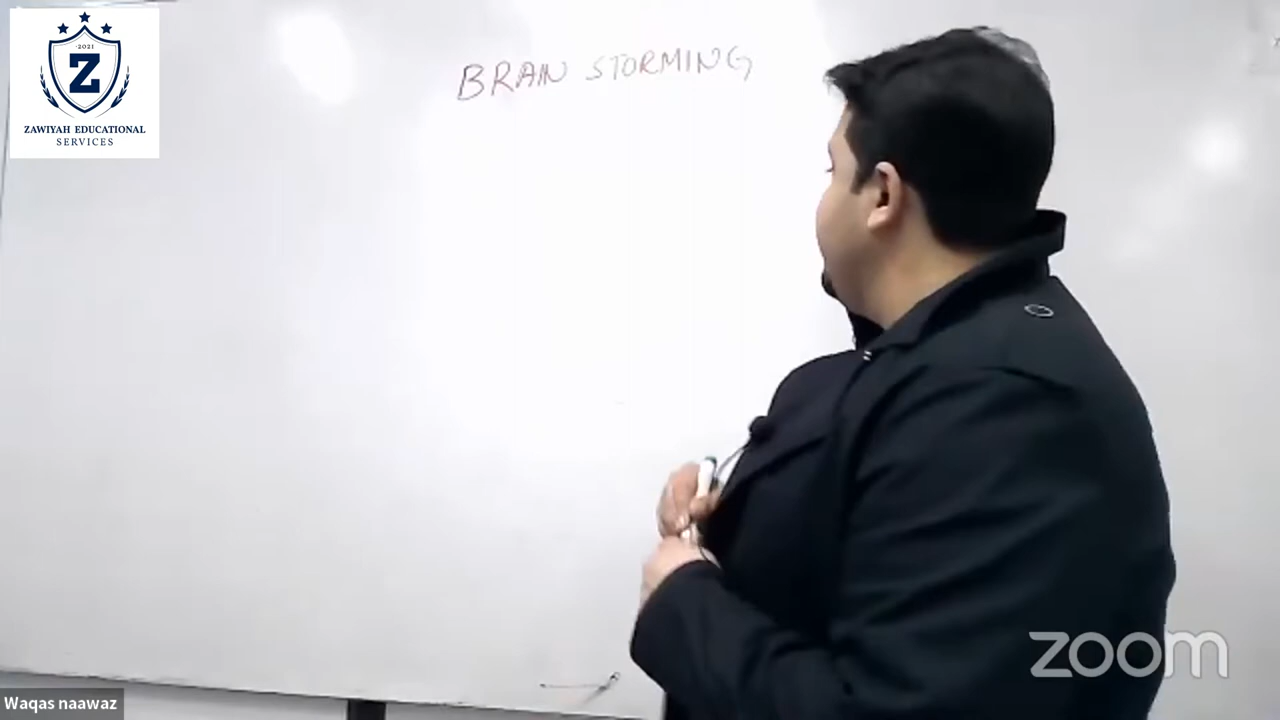 2021
Z
ZAWIYAH EDUCATIONAL
SERVICES
BRAIN STORMING
zoom
Waqas naawaz